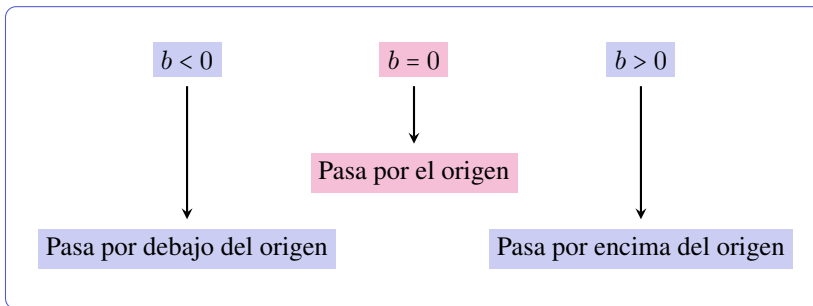 b < 0
b = 0
b > 0
Pasa por el origen
Pasa por debajo del origen
Pasa por encima del origen